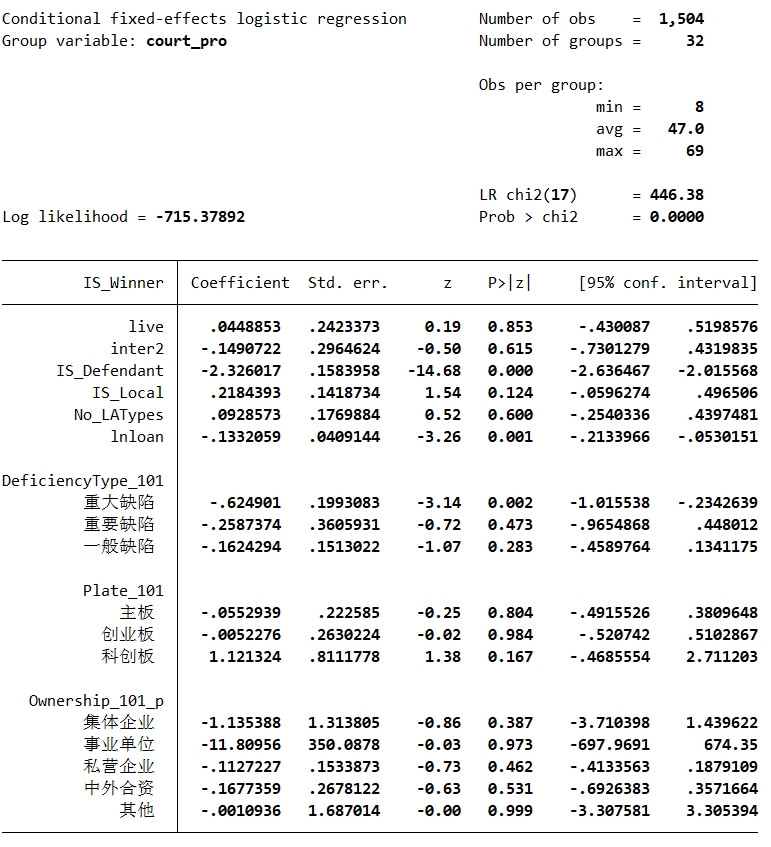 Conditional fixed-effects logistic regression Number of obs = 1,504
Group variable: court_pro Number of groups = 32
Obs per group:
min = 8
avg = 47.0
max = 69
LR chi2(17) = 446.38
Log likelihood = -715.37892 Prob > chi2 = 0.0000
IS_Winner Coefficient Std. err. z P>|z| [95% conf. interval]
live .0448853 .2423373 0.19 0.853 -.430087 .5198576
inter2 -.1490722 .2964624 -0.50 0.615 -.7301279 .4319835
IS_Defendant -2.326017 .1583958 -14.68 0.000 -2.636467 -2.015568
IS_Local .2184393 .1418734 1.54 0.124 -.0596274 .496506
No_LATypes .0928573 .1769884 0.52 0.600 -.2540336 .4397481
lnloan -.1332059 .0409144 -3.26 0.001 -.2133966 -.0530151
DeficiencyType_101
重大缺陷 -.624901 .1993083 -3.14 0.002 -1.015538 -.2342639
重要缺陷 -.2587374 .3605931 -0.72 0.473 -.9654868 .448012
一般缺陷 -.1624294 .1513022 -1.07 0.283 -.4589764 .1341175
Plate_101
主板 -.0552939 .222585 -0.25 0.804 -.4915526 .3809648
创业板 -.0052276 .2630224 -0.02 0.984 -.520742 .5102867
科创板 1.121324 .8111778 1.38 0.167 -.4685554 2.711203
Ownership_101_p
集体企业 -1.135388 1.313805 -0.86 0.387 -3.710398 1.439622
事业单位 -11.80956 350.0878 -0.03 0.973 -697.9691 674.35
私营企业 -.1127227 .1533873 -0.73 0.462 -.4133563 .1879109
中外合资 -.1677359 .2678122 -0.63 0.531 -.6926383 .3571664
其他 -.0010936 1.687014 -0.00 0.999 -3.307581 3.305394